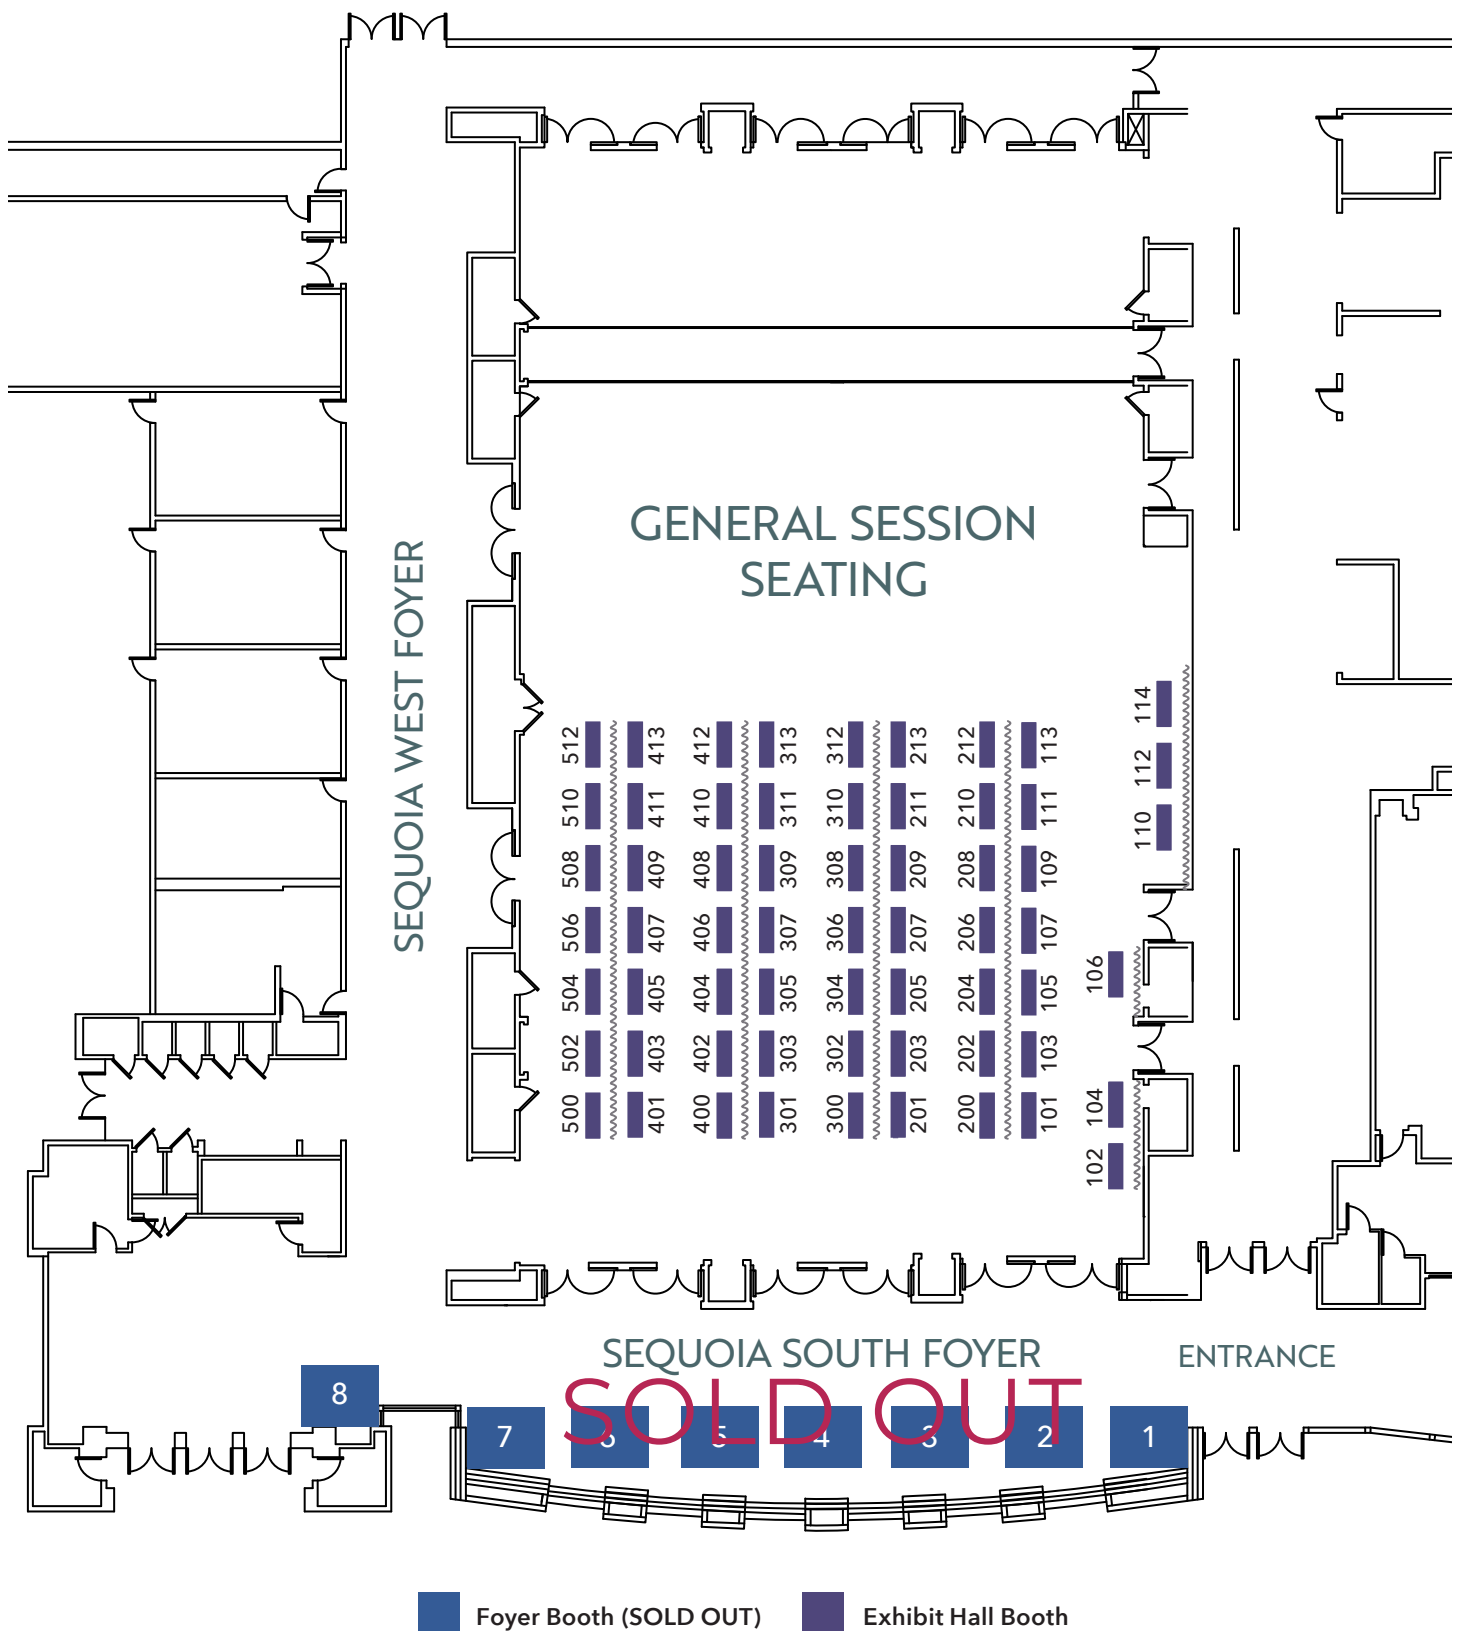 GENERAL SESSION
SEATING
SEQUOIA WEST FOYER
114
112
110
512 413 412 313 312 213 212 113
510 411 410 311 310 211 210 111
508 409 408 309 308 209 208 109
506 407 406 307 306 207 206 107
504 405 404 305 304 205 204 105
106
502 403 402 303 302 203 202 103
500 401 400 301 300 201 200 101
104
102
SEQUOIA SOUTH FOYER
ENTRANCE
SOLD OUT
8
7 6 5 4 3 2 1
Foyer Booth (SOLD OUT)
Exhibit Hall Booth